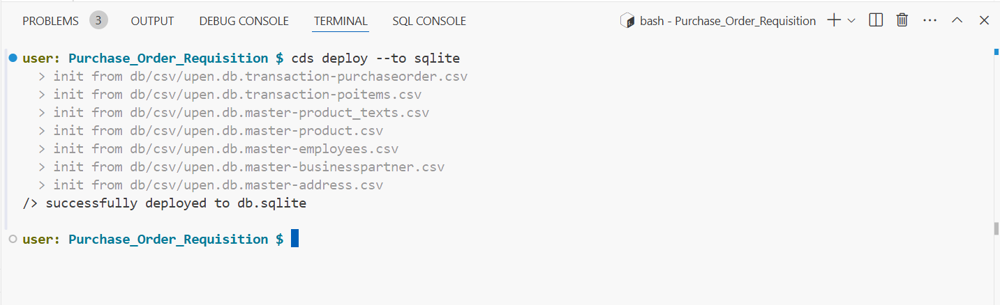 PROBLEMS 3 OUTPUT DEBUG CONSOLE TERMINAL SQL CONSOLE bash - Purchase_Order_Requisition
user: Purchase_Order_Requisition $ cds deploy --to sqlite
> init from db/csv/upen.db.transaction-purchaseorder.csv
> init from db/csv/upen.db.transaction-poitems.csv
> init from db/csv/upen.db.master-product_texts.csv
> init from db/csv/upen.db.master-product.csv
> init from db/csv/upen.db.master-employees.csv
> init from db/csv/upen.db.master-businesspartner.csv
> init from db/csv/upen.db.master-address.csv
/> successfully deployed to db.sqlite
user: Purchase_Order_Requisition $